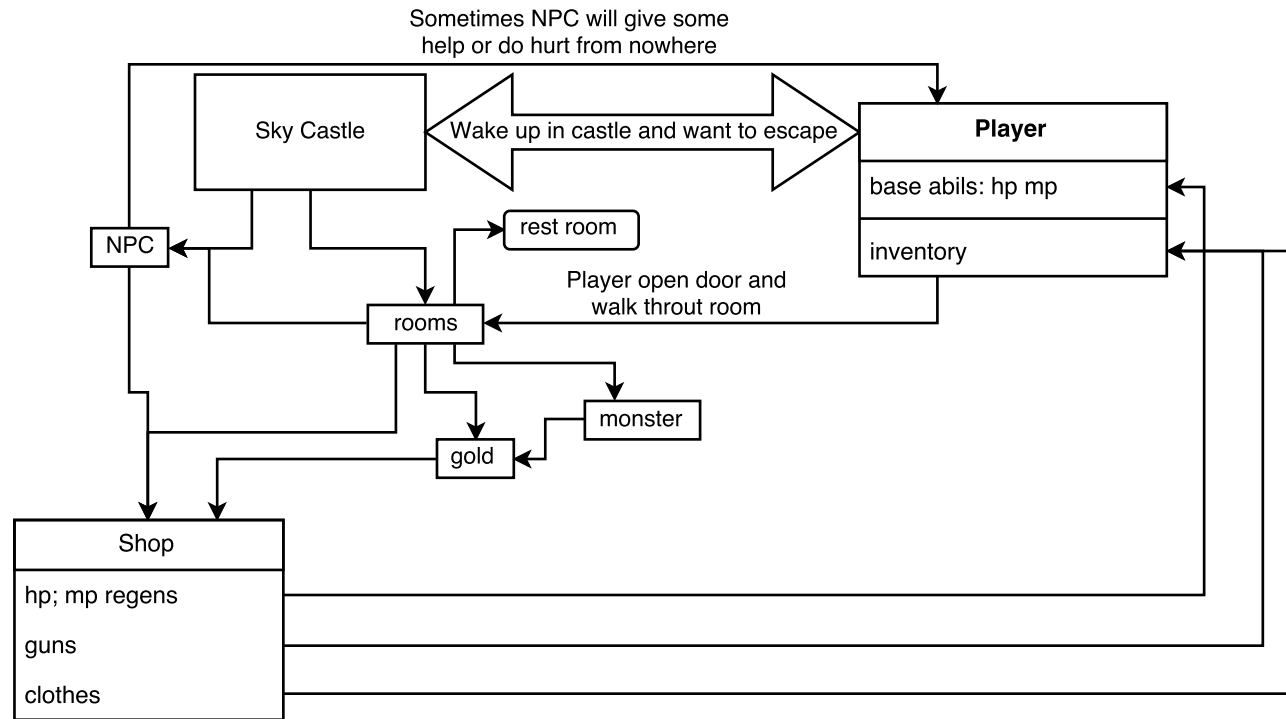 Sometimes NPC will give some
help or do hurt from nowhere
Sky Castle
Wake up in castle and want to escape
Player
base abils: hp mp
inventory
NPC
rest room
Player open door and
walk throut room
rooms
monster
gold
Shop
hp; mp regens
guns
clothes